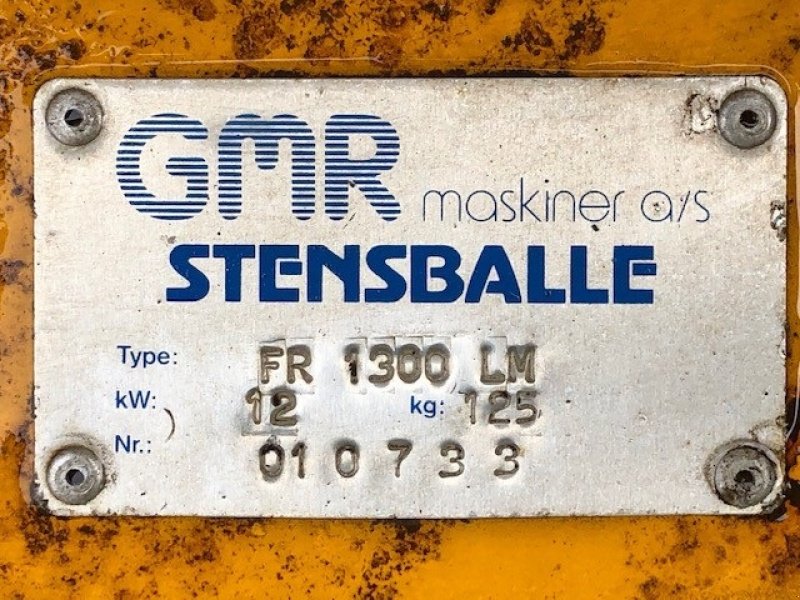 GMR maskiner a/s
STENSBALLE
Type: FR 1300 LM
kW: 12 kg: 125
Nr.: 010733